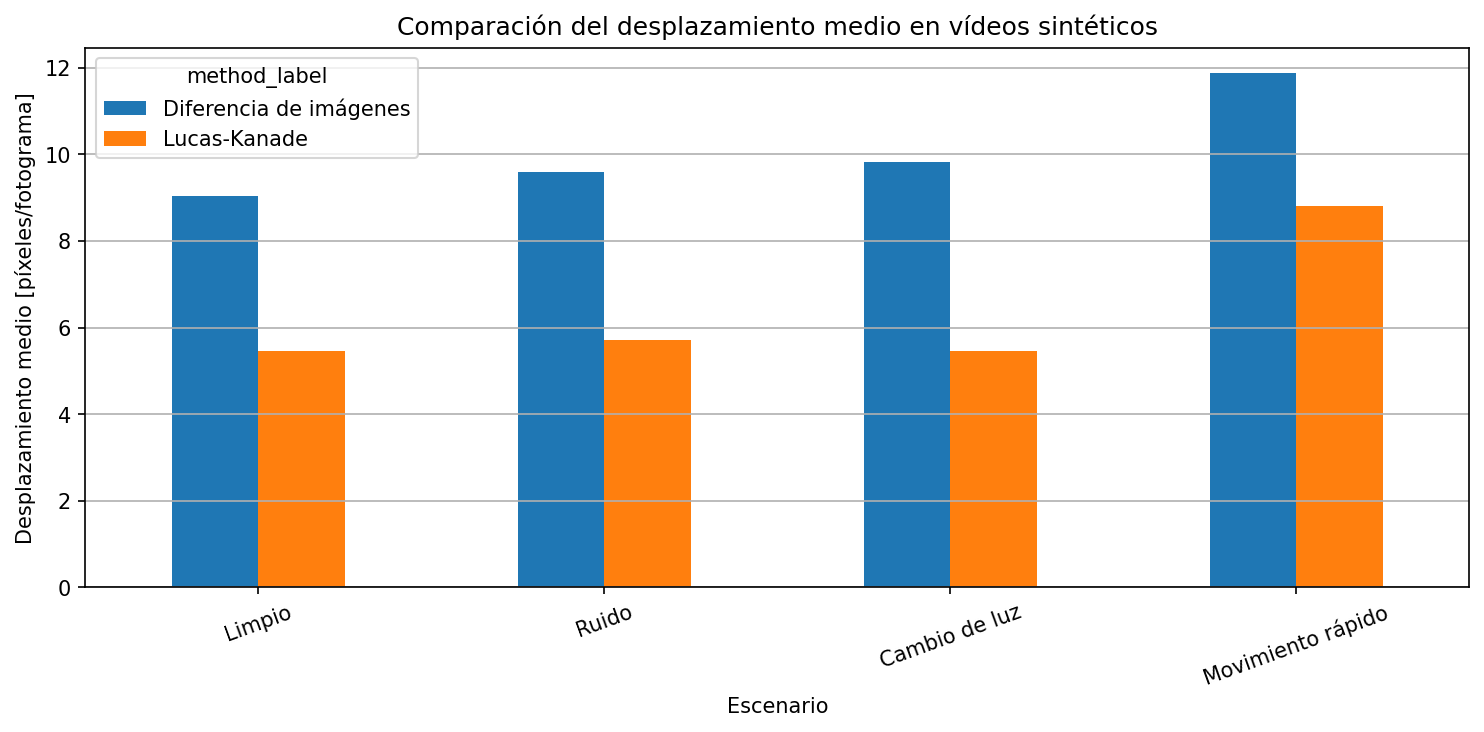 Comparación del desplazamiento medio en vídeos sintéticos
method_label
Diferencia de imágenes
Lucas-Kanade
Desplazamiento medio [píxeles/fotograma]
12
10
8
6
4
2
0
Limpio
Ruido
Cambio de luz
Movimiento rápido
Escenario